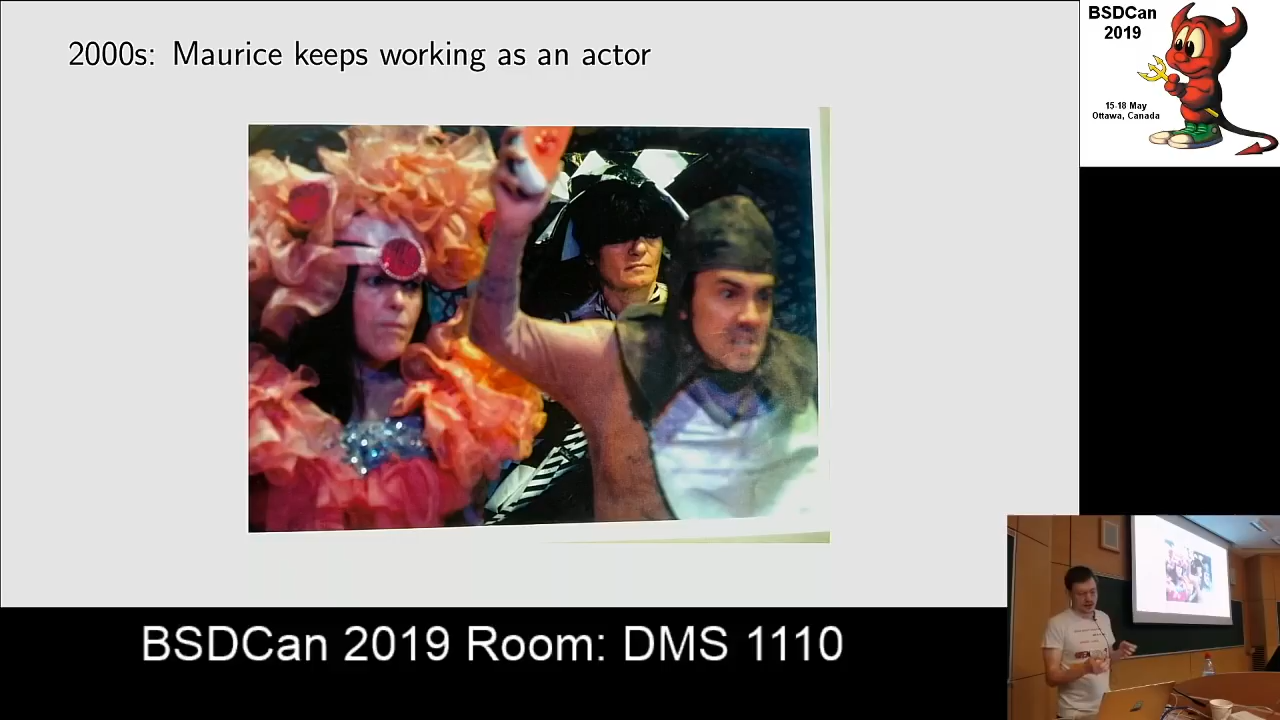 2000s: Maurice keeps working as an actor
BSDCan
2019
15-18 May
Ottawa, Canada
BSDCan 2019 Room: DMS 1110